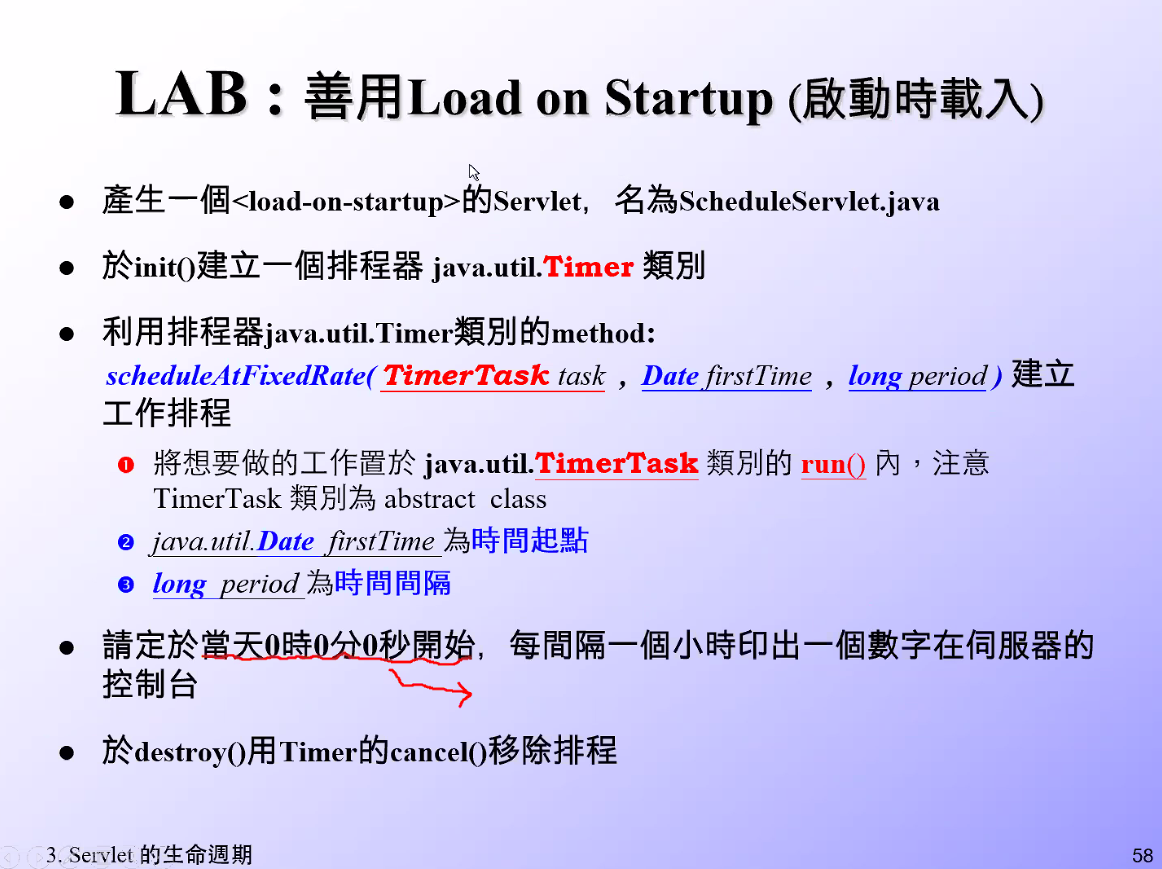 LAB : 善用Load on Startup (啟動時載入)
● 產生一個<load-on-startup>的Servlet, 名為ScheduleServlet.java
● 於init()建立一個排程器 java.util.Timer 類別
● 利用排程器java.util.Timer類別的method:
scheduleAtFixedRate( TimerTask task , Date firstTime , long period ) 建立
工作排程
❶ 將想要做的工作置於 java.util.TimerTask 類別的 run() 內，注意
TimerTask 類別為 abstract class
❷ java.util.Date firstTime 為時間起點
❸ long period 為時間間隔
● 請定於當天0時0分0秒開始, 每間隔一個小時印出一個數字在伺服器的
控制台
● 於destroy()用Timer的cancel()移除排程
3. Servlet 的生命週期
58